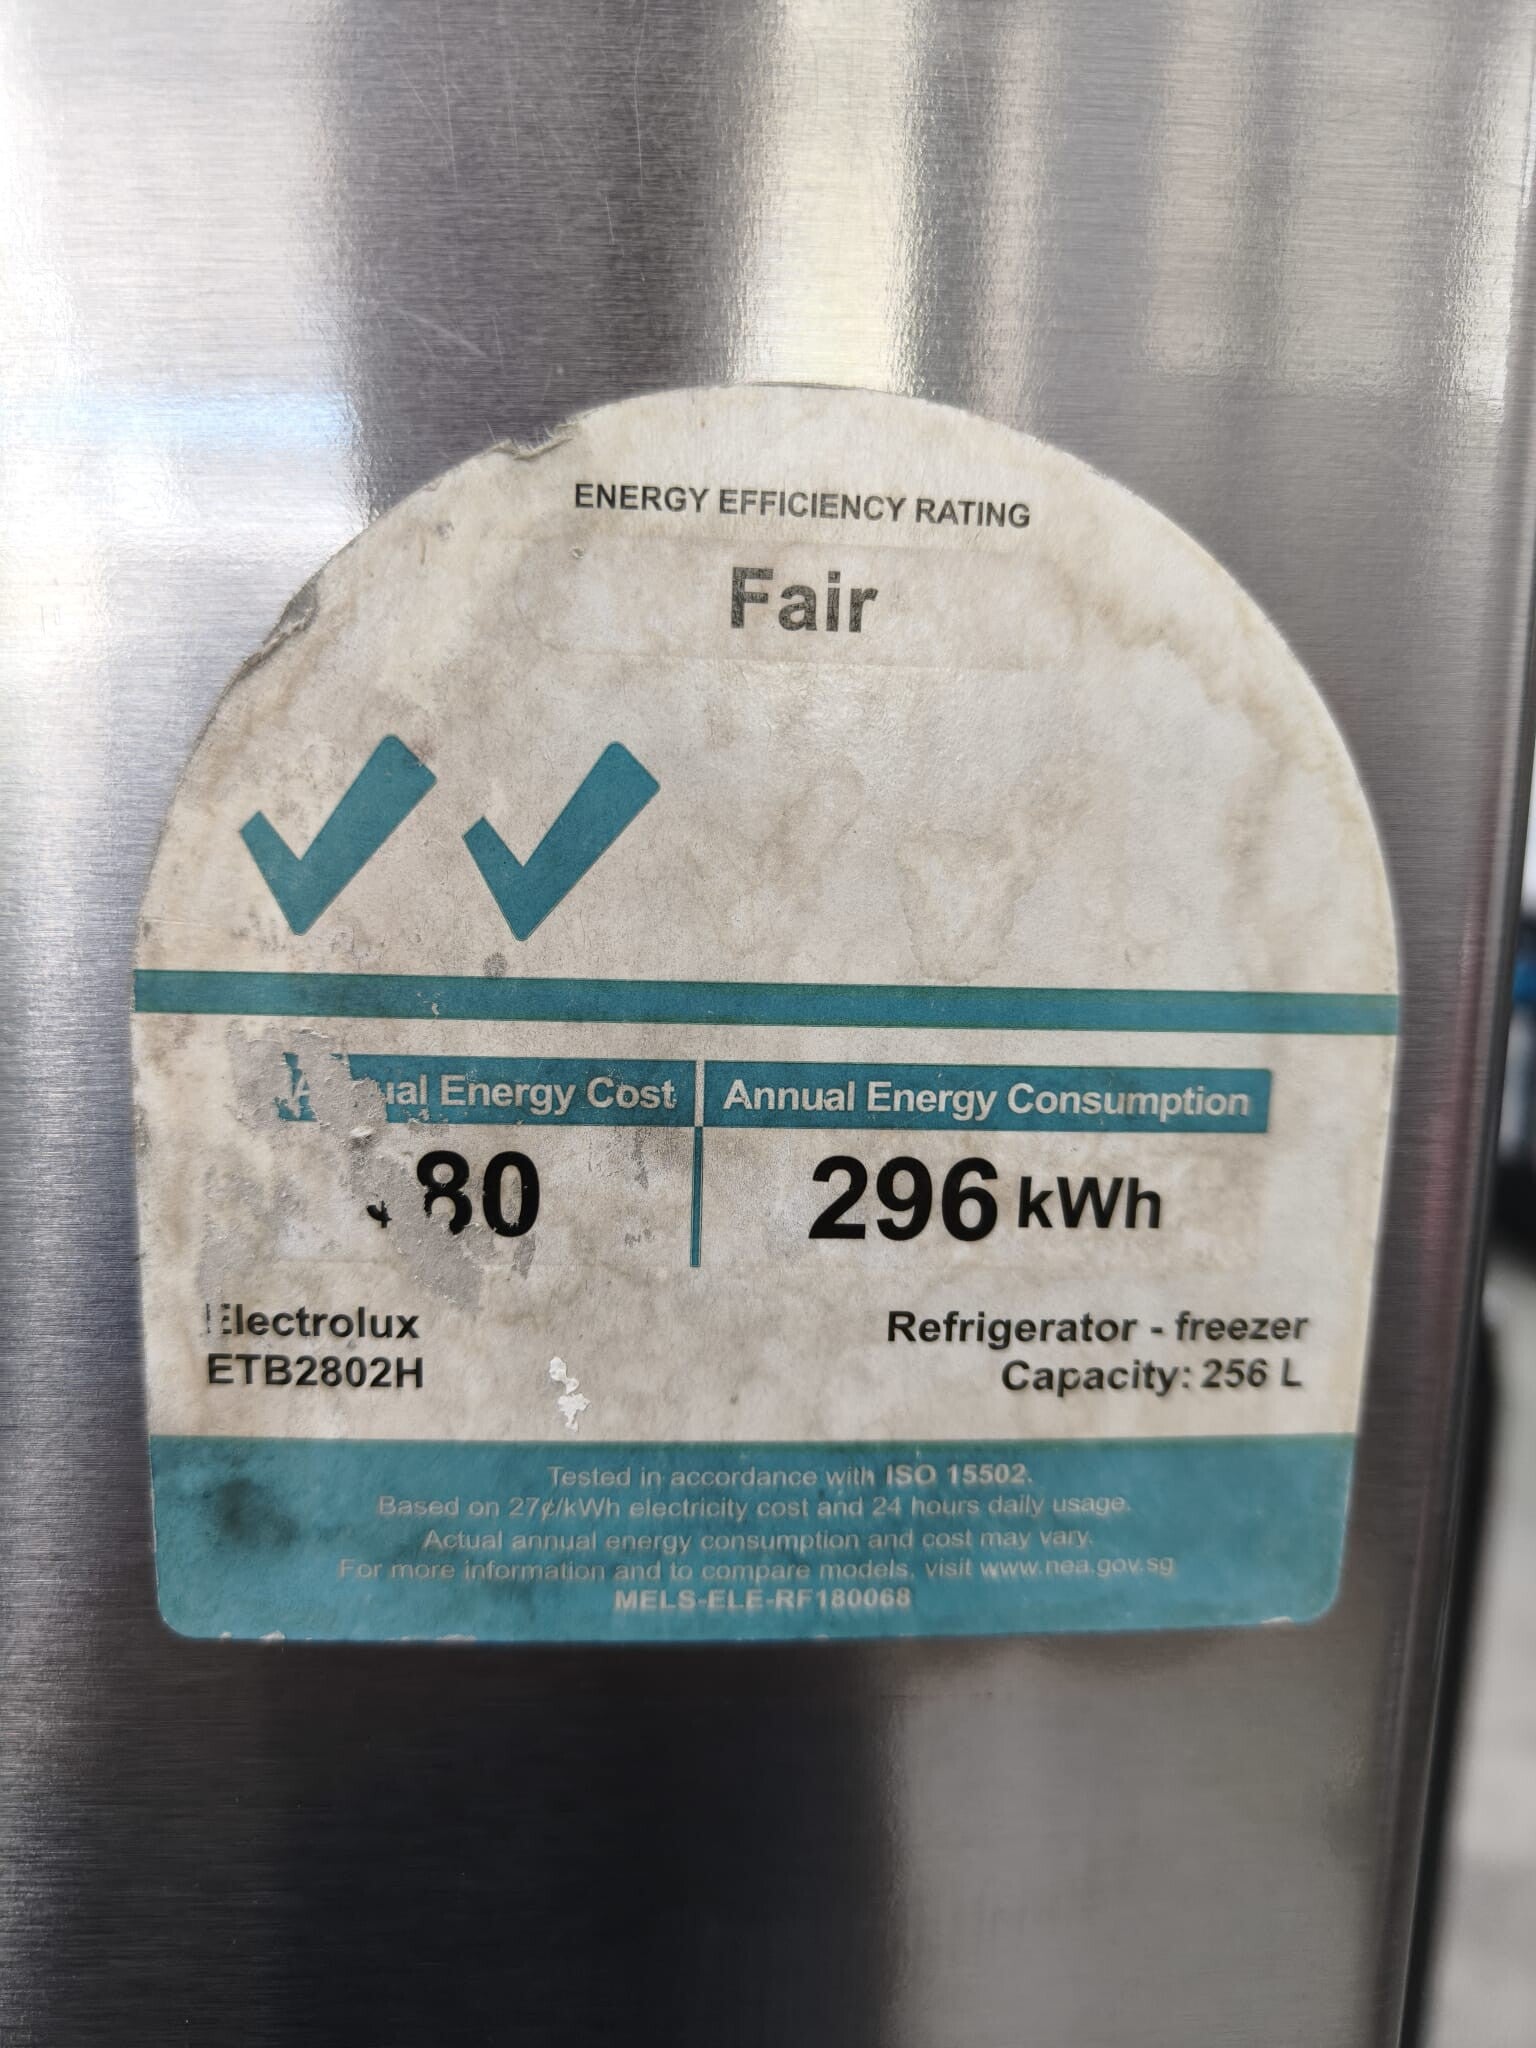 ENERGY EFFICIENCY RATING
Fair
Energy Cost
Annual Energy Consumption
80
296 kWh
Electrolux
ETB2802H
Refrigerator - freezer
Capacity: 256 L
Tested in accordance with ISO 15502.
Based on 27¢/kWh electricity cost and 24 hours daily usage.
Actual annual energy consumption and cost may vary.
For more information and to compare models, visit www.nea.gov.sg
MELS-ELE-RF180068